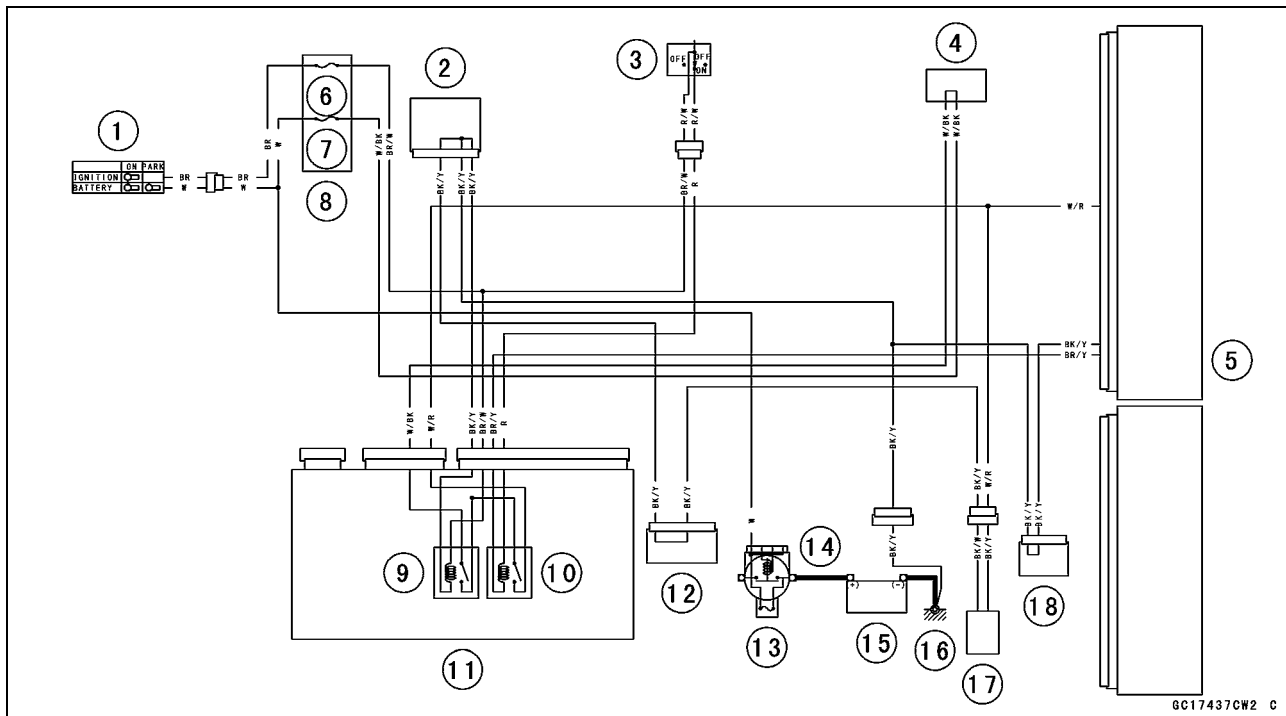 1
2
3
4
5
6
7
8
9
10
11
12
13
14
15
16
17
18
ON PARK
IGNITION
BATTERY
BR
W
BR
W
BR
W
W/BK
BR/W
BK/Y
BK/Y
BK/Y
OFF
OFF
ON
R/W
R/W
BR/W
R
W/BK
W/BK
W/R
BK/Y
BR/Y
W/BK
W/R
BK/Y
BR/W
BR/Y
R
BK/Y
BK/Y
W
BK/Y
BK/Y
BK/Y
W/R
BK/W
BK/Y
BK/Y
BK/Y
(+)
(-)
GC17437CW2 C